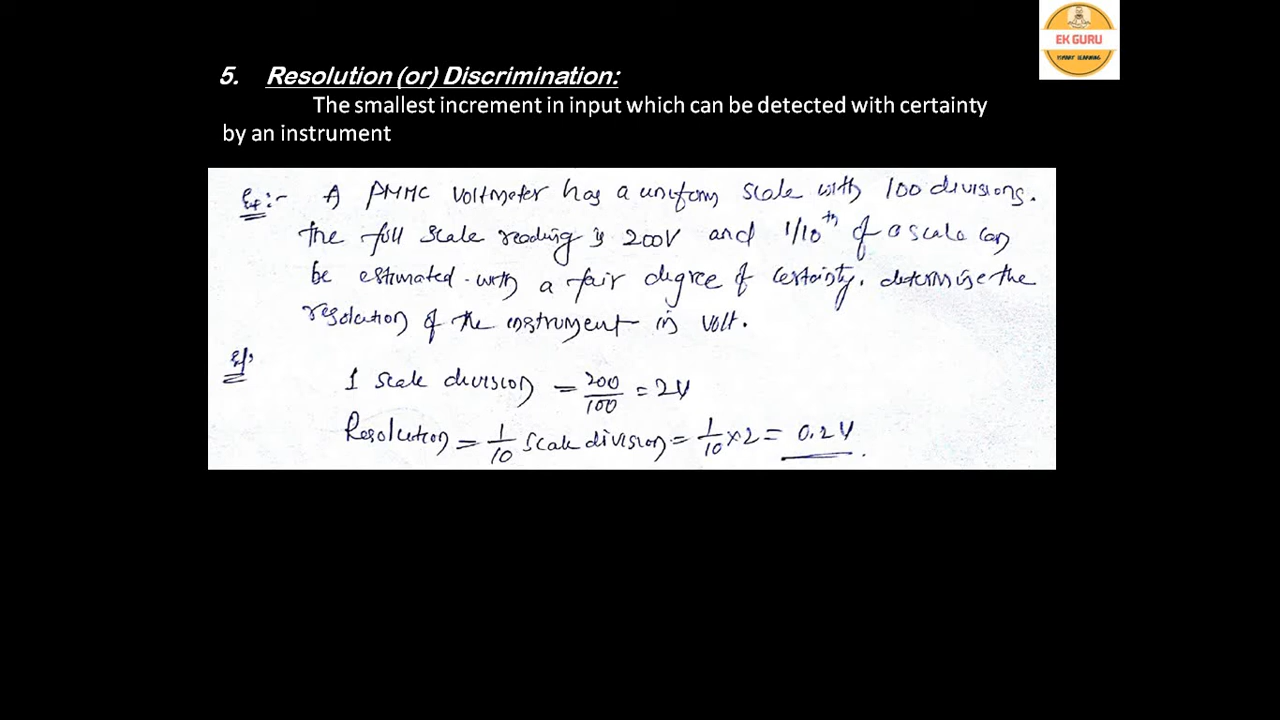 EK GURU
SMART LEARNING
5. Resolution (or) Discrimination:
The smallest increment in input which can be detected with certainty
by an instrument
Ex:- A PMMC voltmeter has a uniform scale with 100 divisions.
the full scale reading is 200V and 1/10th of a scale can
be estimated with a fair degree of certainty. determine the
resolution of the instrument in volt.
1 scale division = 200/100 = 2V
Resolution = 1/10 scale division = 1/10 × 2 = 0.2V.